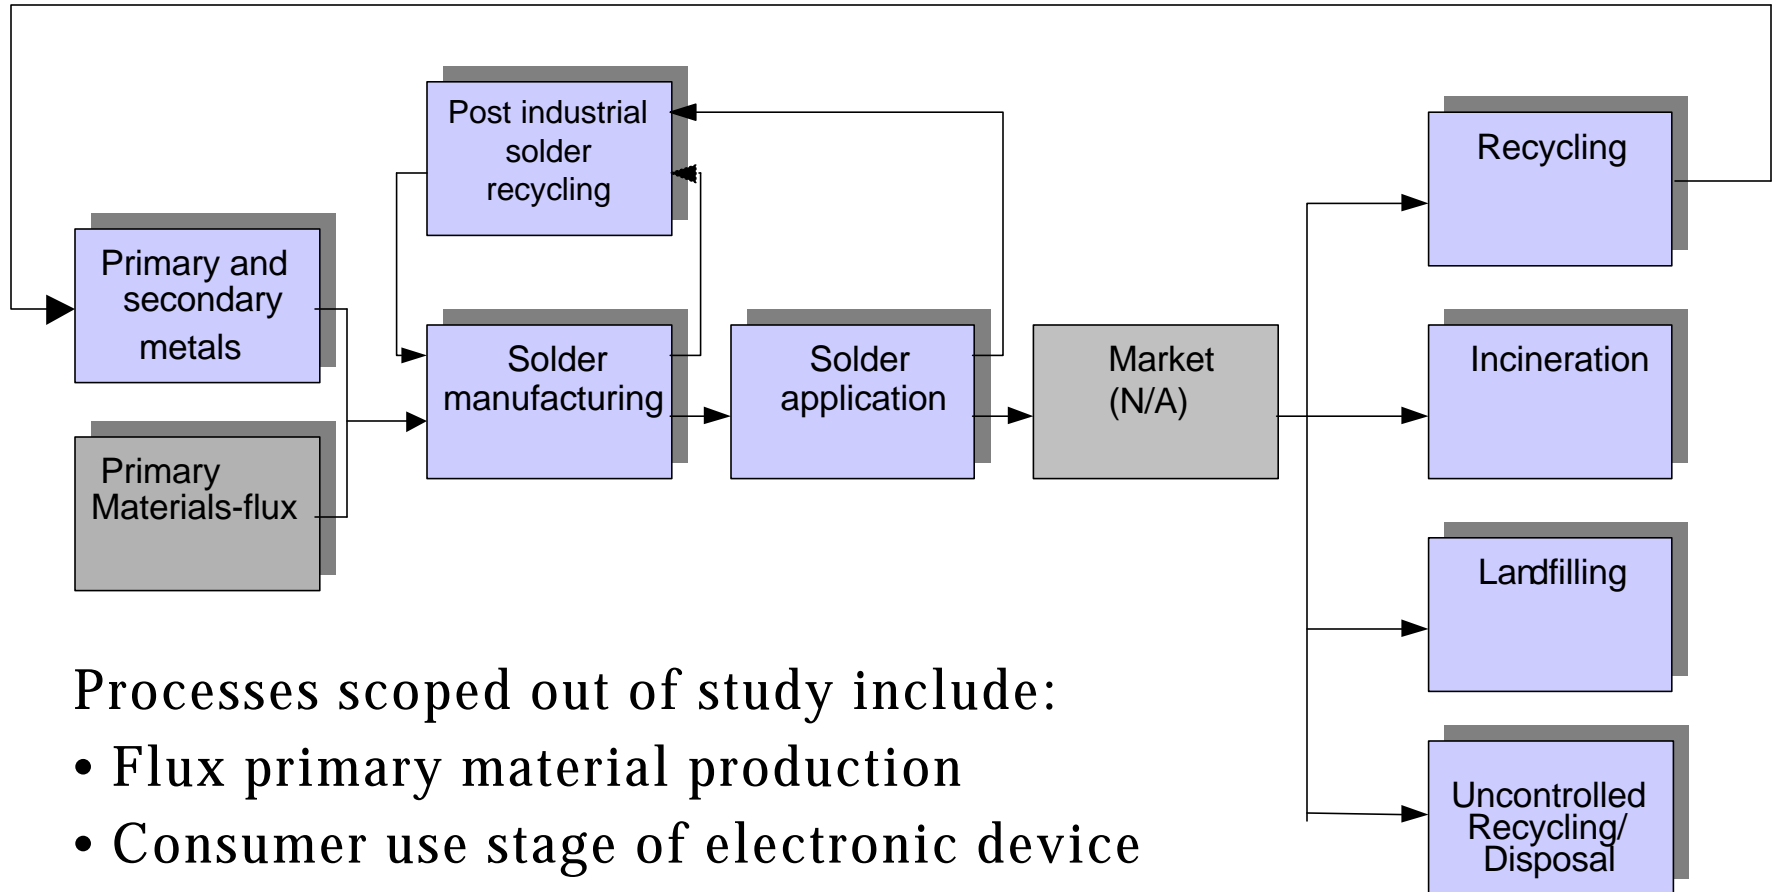 Post industrial
solder
recycling
Recycling
Primary and
secondary
metals
Solder
manufacturing
Solder
application
Market
(N/A)
Incineration
Primary
Materials-flux
Landfilling
Uncontrolled
Recycling/
Disposal
Processes scoped out of study include:
• Flux primary material production
• Consumer use stage of electronic device